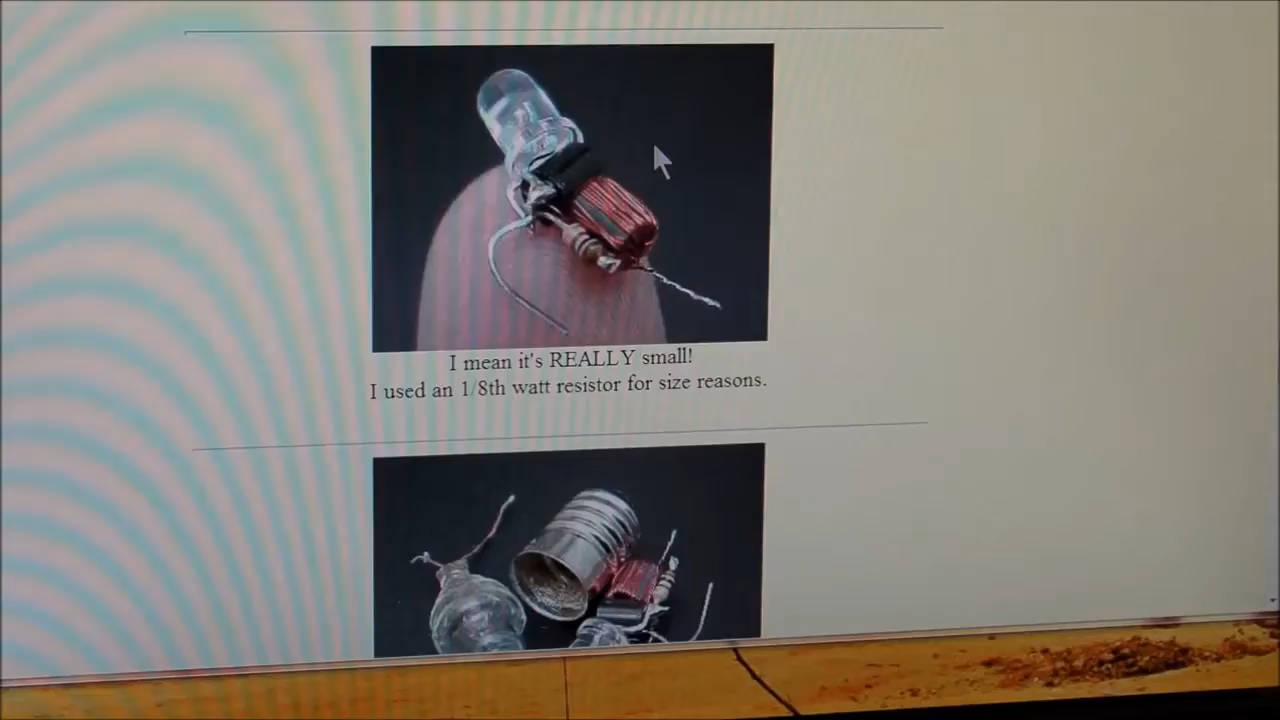 I mean it's REALLY small!
I used an 1/8th watt resistor for size reasons.